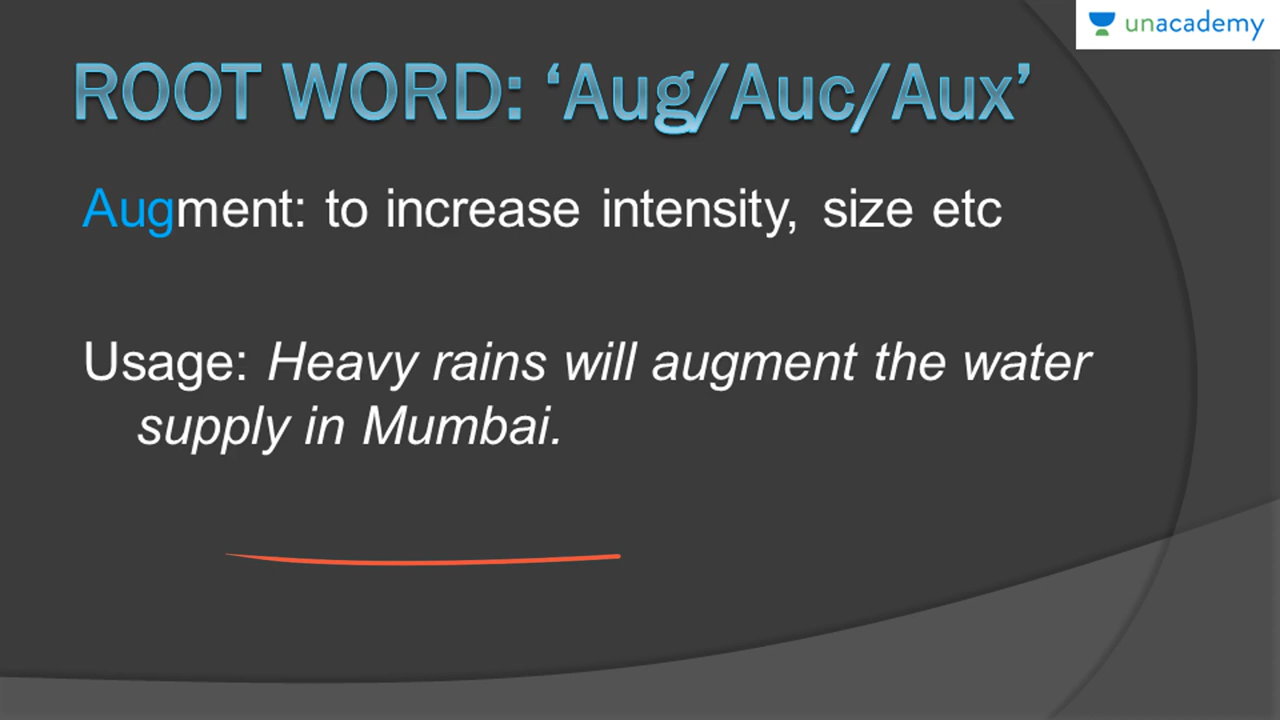 unacademy
ROOT WORD: ‘Aug/Auc/Aux’
Augment: to increase intensity, size etc
Usage: Heavy rains will augment the water
supply in Mumbai.